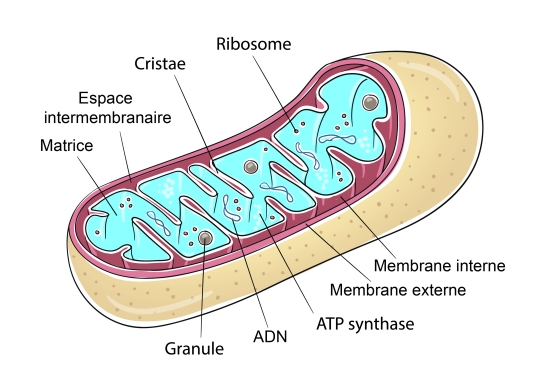 Ribosome
Cristae
Espace
intermembranaire
Matrice
Membrane interne
Membrane externe
ATP synthase
ADN
Granule